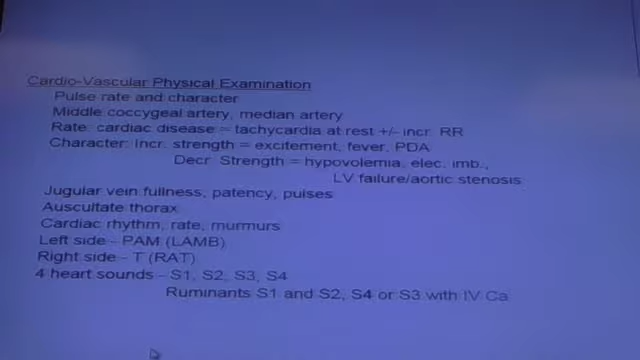 Cardio-Vascular Physical Examination
Pulse rate and character
Middle coccygeal artery, median artery
Rate: cardiac disease = tachycardia at rest +/- incr. RR
Character: Incr. strength = excitement, fever, PDA
Decr Strength = hypovolemia, elec. imb.,
LV failure/aortic stenosis
Jugular vein fullness, patency, pulses
Auscultate thorax
Cardiac rhythm, rate, murmurs
Left side – PAM (LAMB)
Right side – T (RAT)
4 heart sounds – S1, S2, S3, S4
Ruminants S1 and S2, S4 or S3 with IV Ca